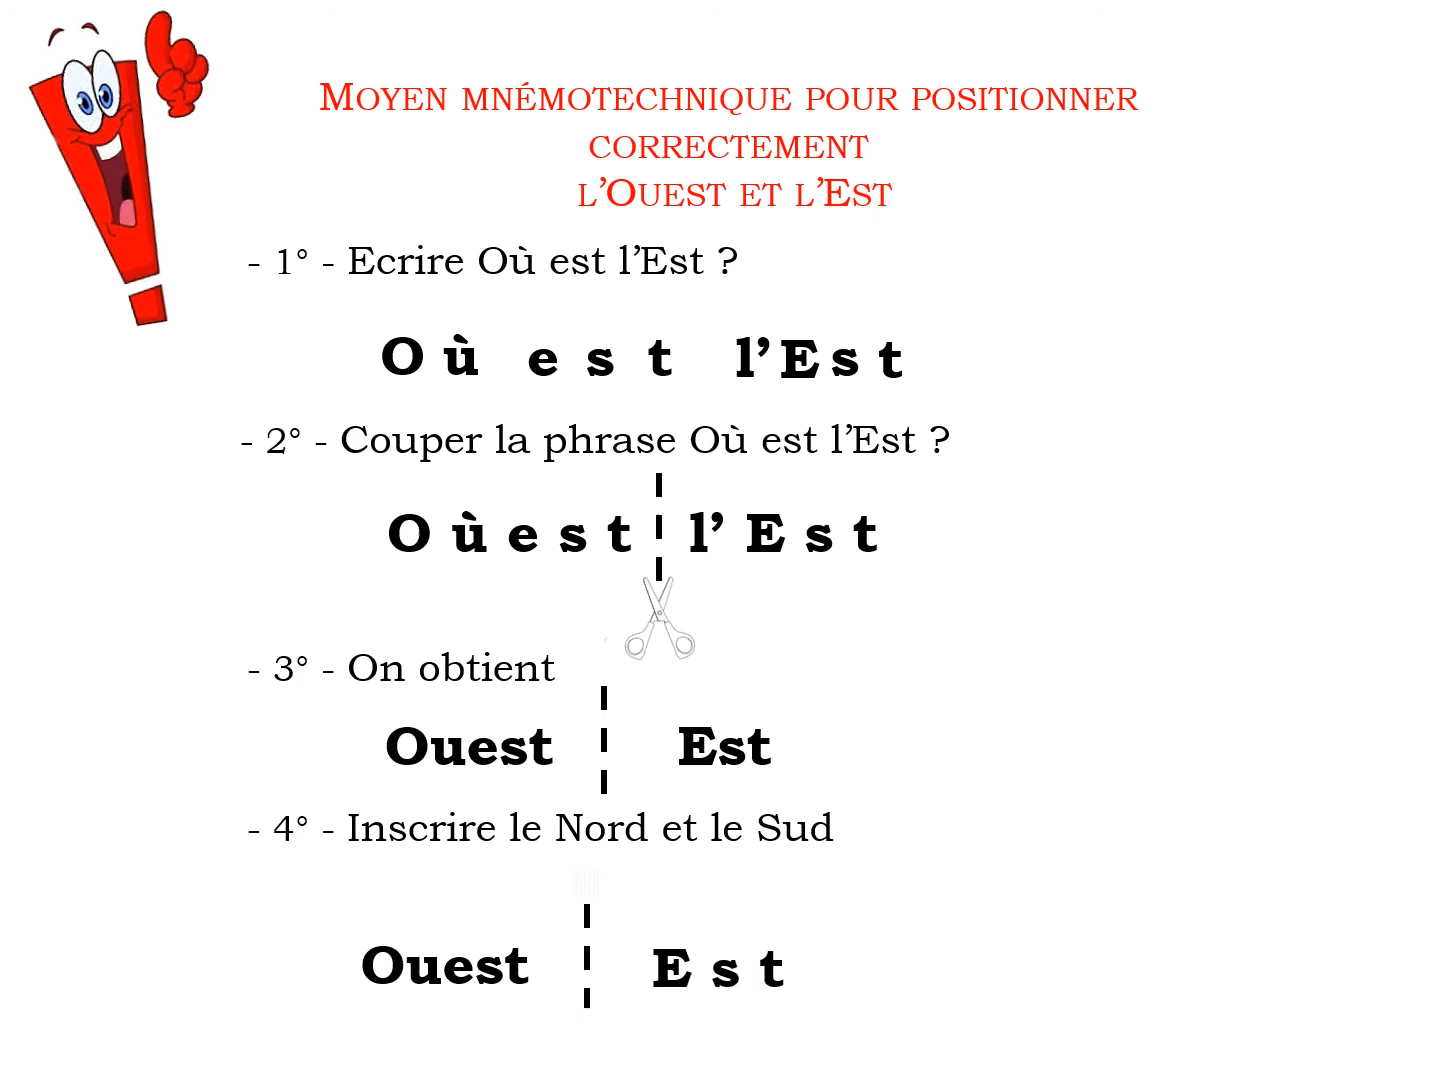 Moyen mnémotechnique pour positionner
correctement
l’Ouest et l’Est
- 1° - Ecrire Où est l’Est ?
O ù e s t l’E s t
- 2° - Couper la phrase Où est l’Est ?
O ù e s t l’ E s t
- 3° - On obtient
Ouest Est
- 4° - Inscrire le Nord et le Sud
Ouest E s t